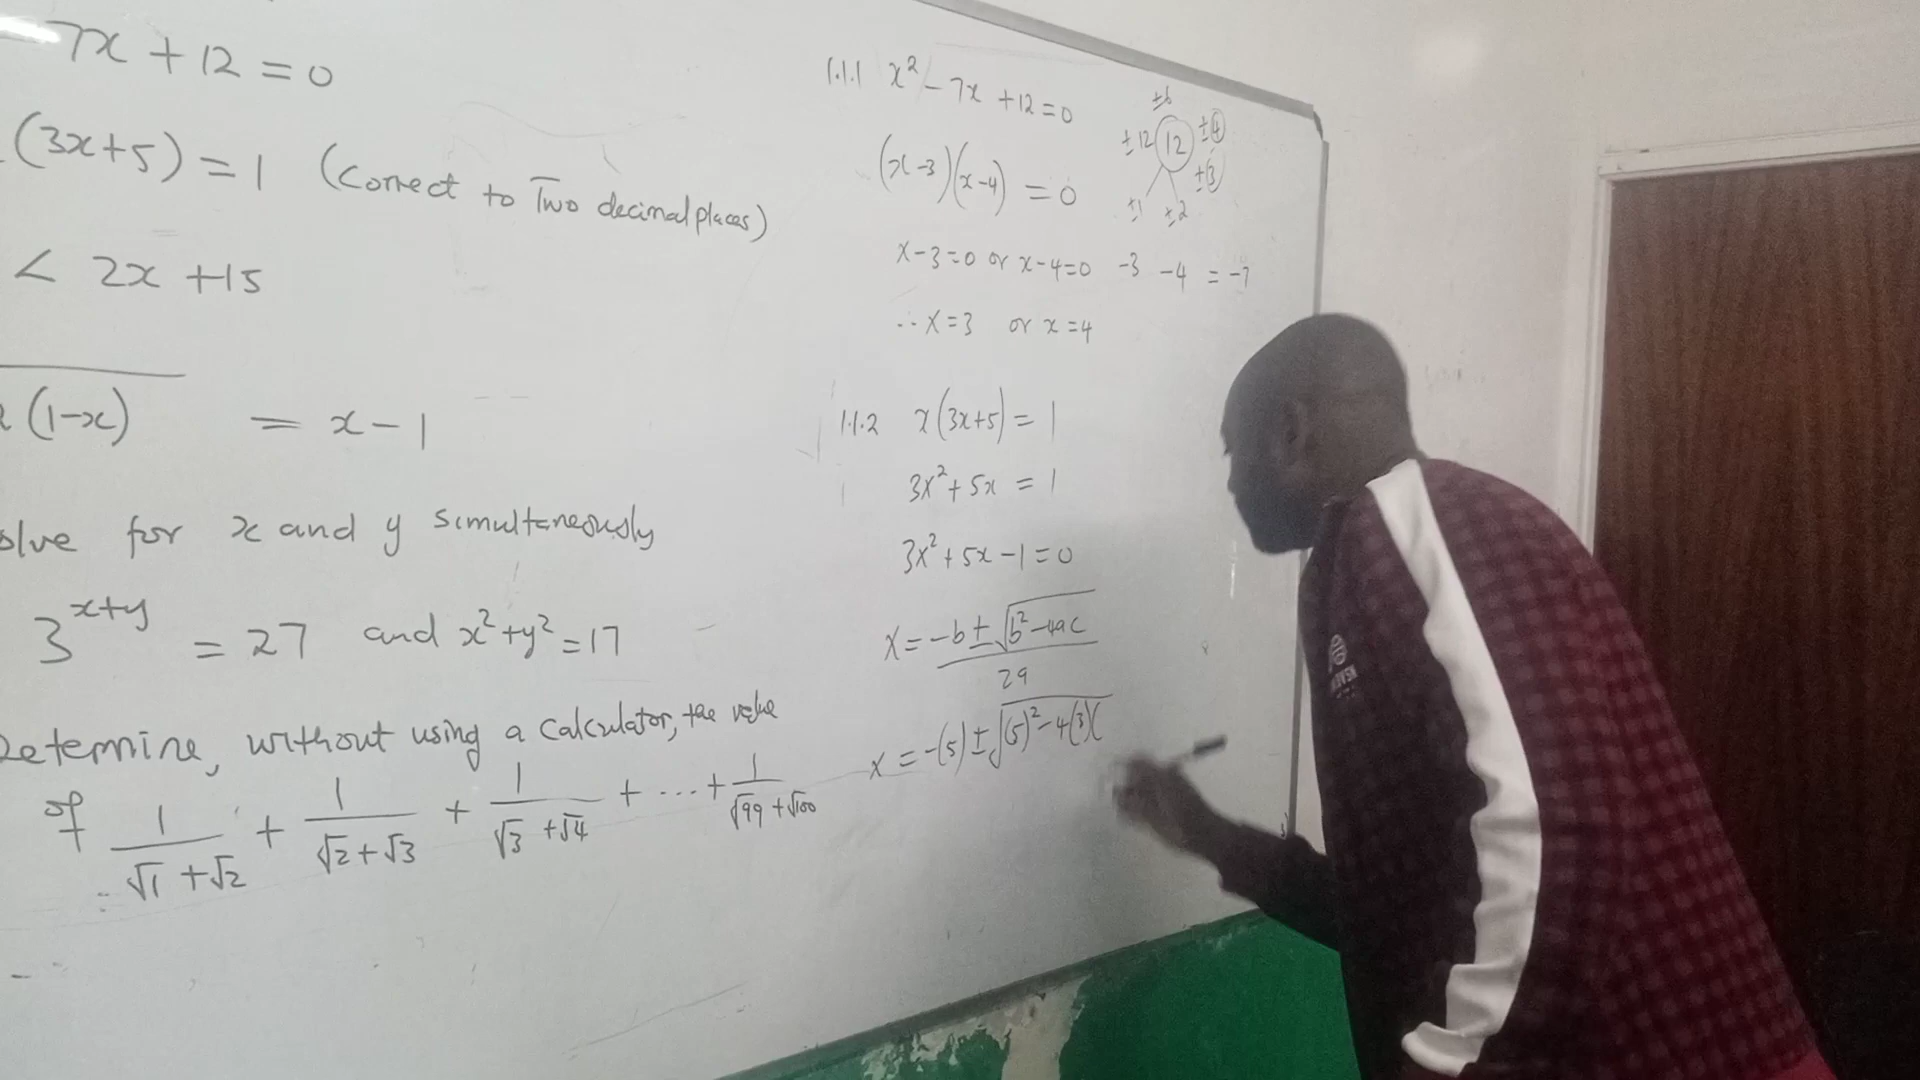 - 7x + 12 = 0
(3x+5) = 1 (Correct to Two decimal places)
< 2x + 15
(1-x) = x - 1
olve for x and y simultaneously
3^{x+y} = 27 and x² + y² = 17
Determine, without using a calculator, the value
of 1/(√1 + √2) + 1/(√2 + √3) + 1/(√3 + √4) + ... + 1/(√99 + √100)
1.1.1 x² - 7x + 12 = 0
(x-3)(x-4) = 0
x-3=0 or x-4=0 -3 -4 = -7
∴ x = 3 or x = 4
±6
±12 12 ±4
±3
±1 ±2
1.1.2 x(3x+5) = 1
3x² + 5x = 1
3x² + 5x - 1 = 0
x = (-b ± √(b² - 4ac))/2a
x = -(5) ± √((5)² - 4(3)(